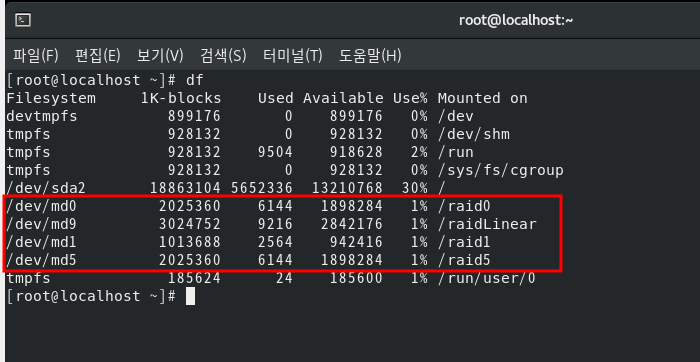 root@localhost:~
파일(F) 편집(E) 보기(V) 검색(S) 터미널(T) 도움말(H)
[root@localhost ~]# df
Filesystem 1K-blocks Used Available Use% Mounted on
devtmpfs 899176 0 899176 0% /dev
tmpfs 928132 0 928132 0% /dev/shm
tmpfs 928132 9504 918628 2% /run
tmpfs 928132 0 928132 0% /sys/fs/cgroup
/dev/sda2 18863104 5652336 13210768 30% /
/dev/md0 2025360 6144 1898284 1% /raid0
/dev/md9 3024752 9216 2842176 1% /raidLinear
/dev/md1 1013688 2564 942416 1% /raid1
/dev/md5 2025360 6144 1898284 1% /raid5
tmpfs 185624 24 185600 1% /run/user/0
[root@localhost ~]#